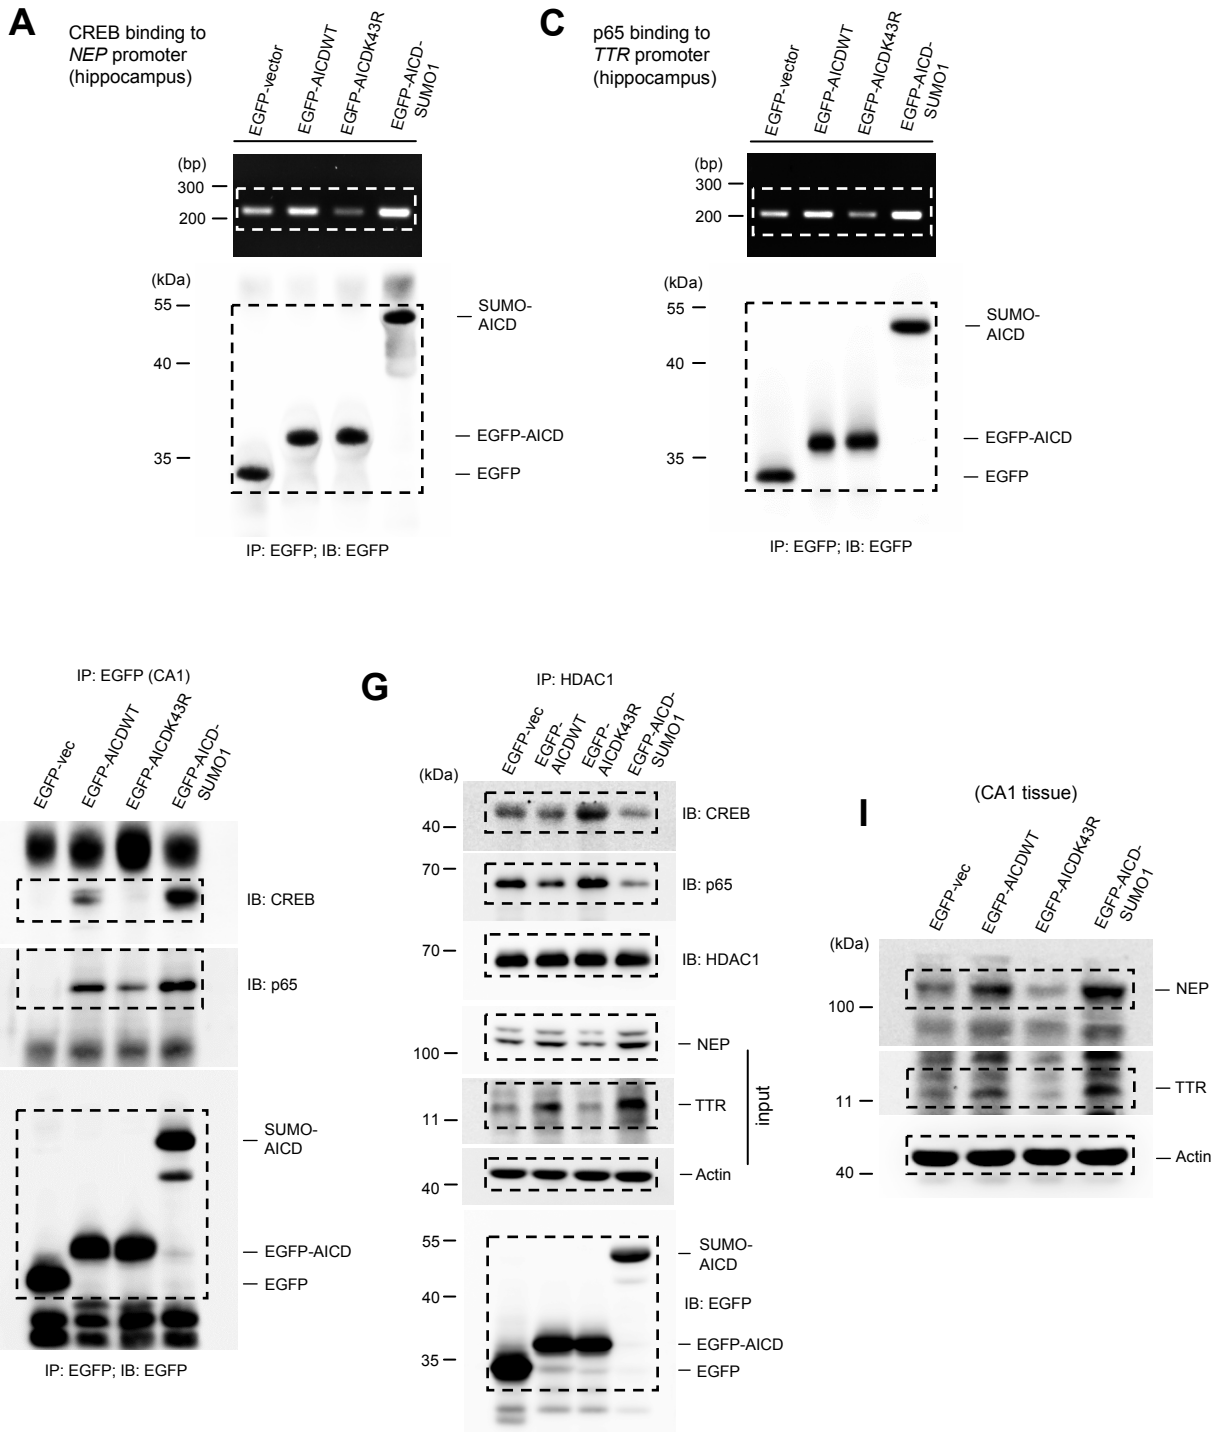 A
CREB binding to
NEP promoter
(hippocampus)
EGFP-vector
EGFP-AICDWT
EGFP-AICDK43R
EGFP-AICD-
SUMO1
(bp)
300
200
(kDa)
55
40
35
SUMO-
AICD
EGFP-AICD
EGFP
IP: EGFP; IB: EGFP
C
p65 binding to
TTR promoter
(hippocampus)
EGFP-vector
EGFP-AICDWT
EGFP-AICDK43R
EGFP-AICD-
SUMO1
(bp)
300
200
(kDa)
55
40
35
SUMO-
AICD
EGFP-AICD
EGFP
IP: EGFP; IB: EGFP
IP: EGFP (CA1)
EGFP-vec
EGFP-AICDWT
EGFP-AICDK43R
EGFP-AICD-
SUMO1
IB: CREB
IB: p65
SUMO-
AICD
EGFP-AICD
EGFP
IP: EGFP; IB: EGFP
G
IP: HDAC1
EGFP-vec
EGFP-
AICDWT
EGFP-
AICDK43R
EGFP-AICD-
SUMO1
(kDa)
40
IB: CREB
70
IB: p65
70
IB: HDAC1
100
NEP
11
TTR
40
Actin
input
55
40
35
SUMO-
AICD
IB: EGFP
EGFP-AICD
EGFP
I
(CA1 tissue)
EGFP-vec
EGFP-AICDWT
EGFP-AICDK43R
EGFP-AICD-
SUMO1
(kDa)
100
NEP
11
TTR
40
Actin